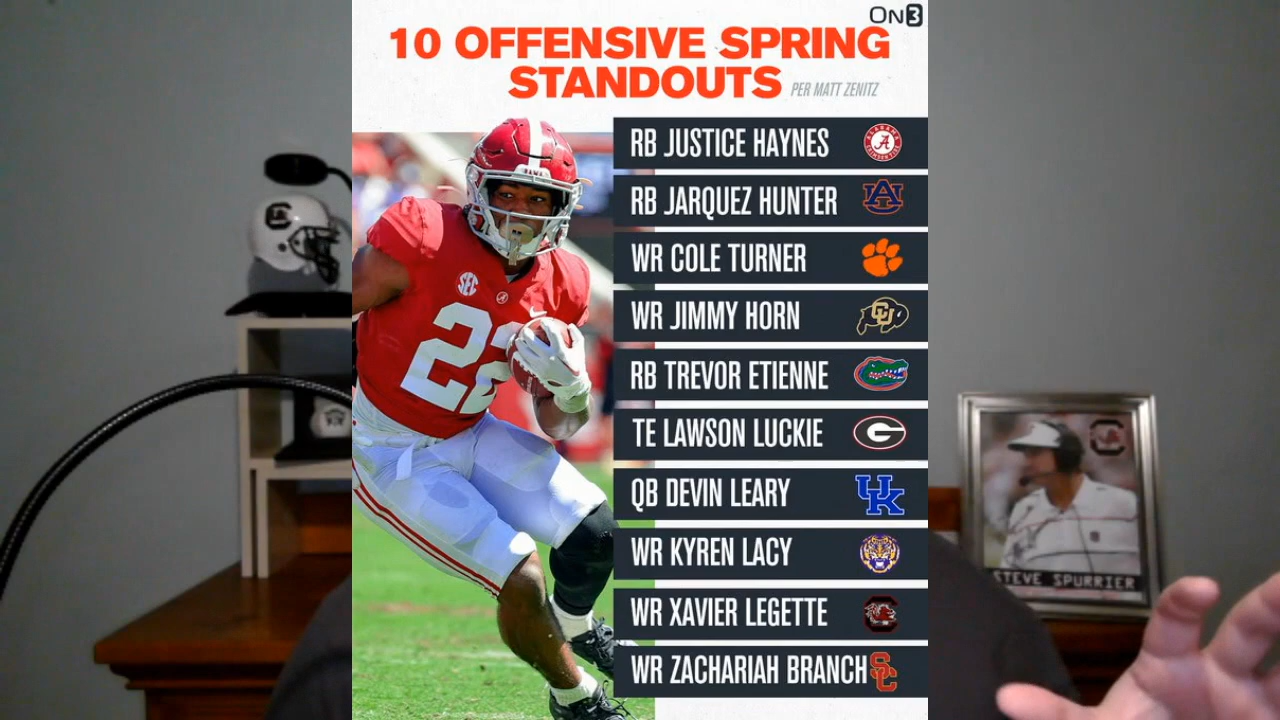 ON3
10 OFFENSIVE SPRING
STANDOUTS PER MATT ZENITZ
RB JUSTICE HAYNES
RB JARQUEZ HUNTER
WR COLE TURNER
WR JIMMY HORN
RB TREVOR ETIENNE
TE LAWSON LUCKIE
QB DEVIN LEARY
WR KYREN LACY
WR XAVIER LEGETTE
WR ZACHARIAH BRANCH
SEC
22
STEVE SPURRIER